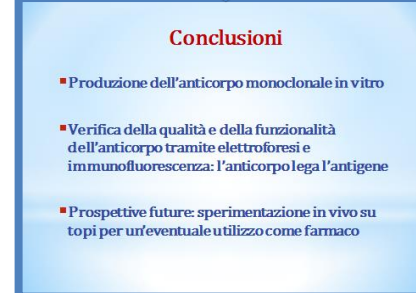 Conclusioni
▪Produzione dell'anticorpo monoclonale in vitro
▪Verifica della qualità e della funzionalità
dell'anticorpo tramite elettroforesi e
immunofluorescenza: l'anticorpo lega l'antigene
▪Prospettive future: sperimentazione in vivo su
topi per un'eventuale utilizzo come farmaco